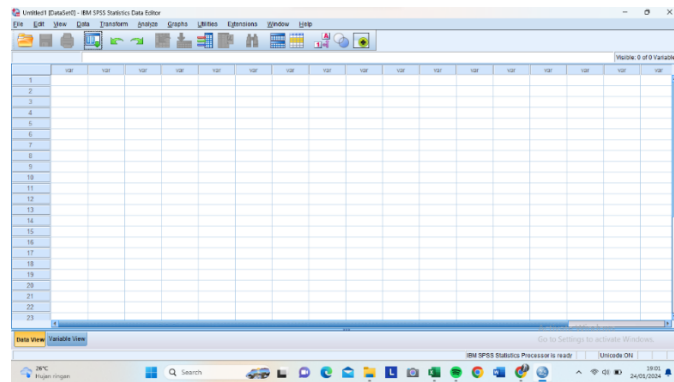 Untitled1 [DataSet0] - IBM SPSS Statistics Data Editor
File Edit View Data Transform Analyze Graphs Utilities Extensions Window Help
Visible: 0 of 0 Variable
var var var var var var var var var var var var var var var var var
1
2
3
4
5
6
7
8
9
10
11
12
13
14
15
16
17
18
19
20
21
22
23
Data View Variable View
Go to Settings to activate Windows.
IBM SPSS Statistics Processor is ready Unicode:ON
26°C
Hujan ringan
Search
19:01
24/01/2024